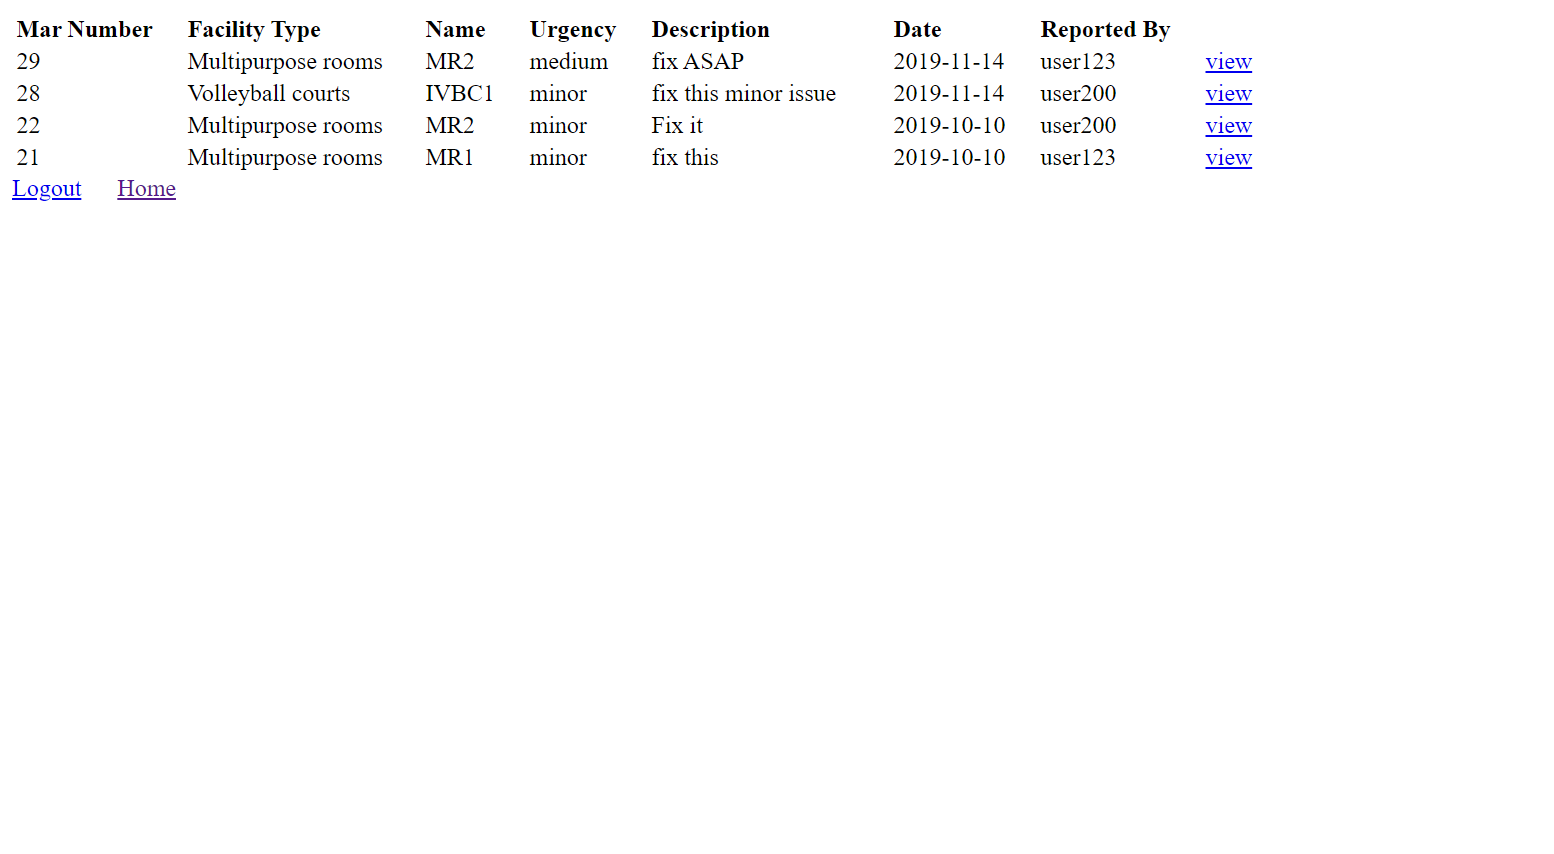 Mar Number Facility Type Name Urgency Description Date Reported By
29 Multipurpose rooms MR2 medium fix ASAP 2019-11-14 user123 view
28 Volleyball courts IVBC1 minor fix this minor issue 2019-11-14 user200 view
22 Multipurpose rooms MR2 minor Fix it 2019-10-10 user200 view
21 Multipurpose rooms MR1 minor fix this 2019-10-10 user123 view
Logout Home